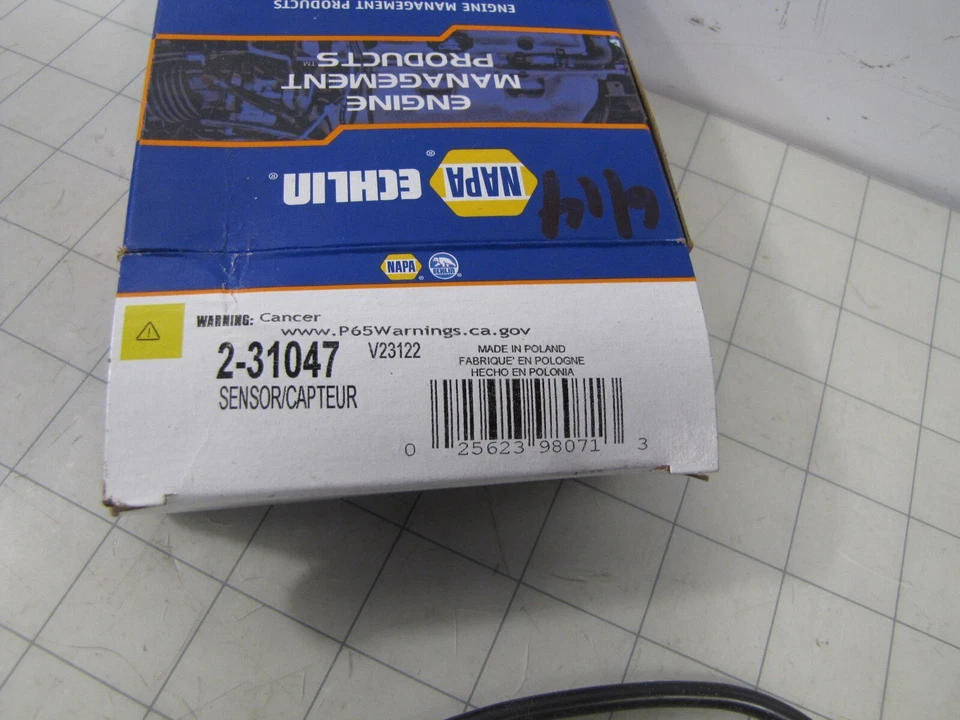 ENGINE MANAGEMENT PRODUCTS
ENGINE
MANAGEMENT
PRODUCTS™
NAPA ECHLIN®
NAPA® ECHLIN®
WARNING: Cancer
www.P65Warnings.ca.gov
2-31047 V23122
SENSOR/CAPTEUR
MADE IN POLAND
FABRIQUE' EN POLOGNE
HECHO EN POLONIA
0 25623 98071 3